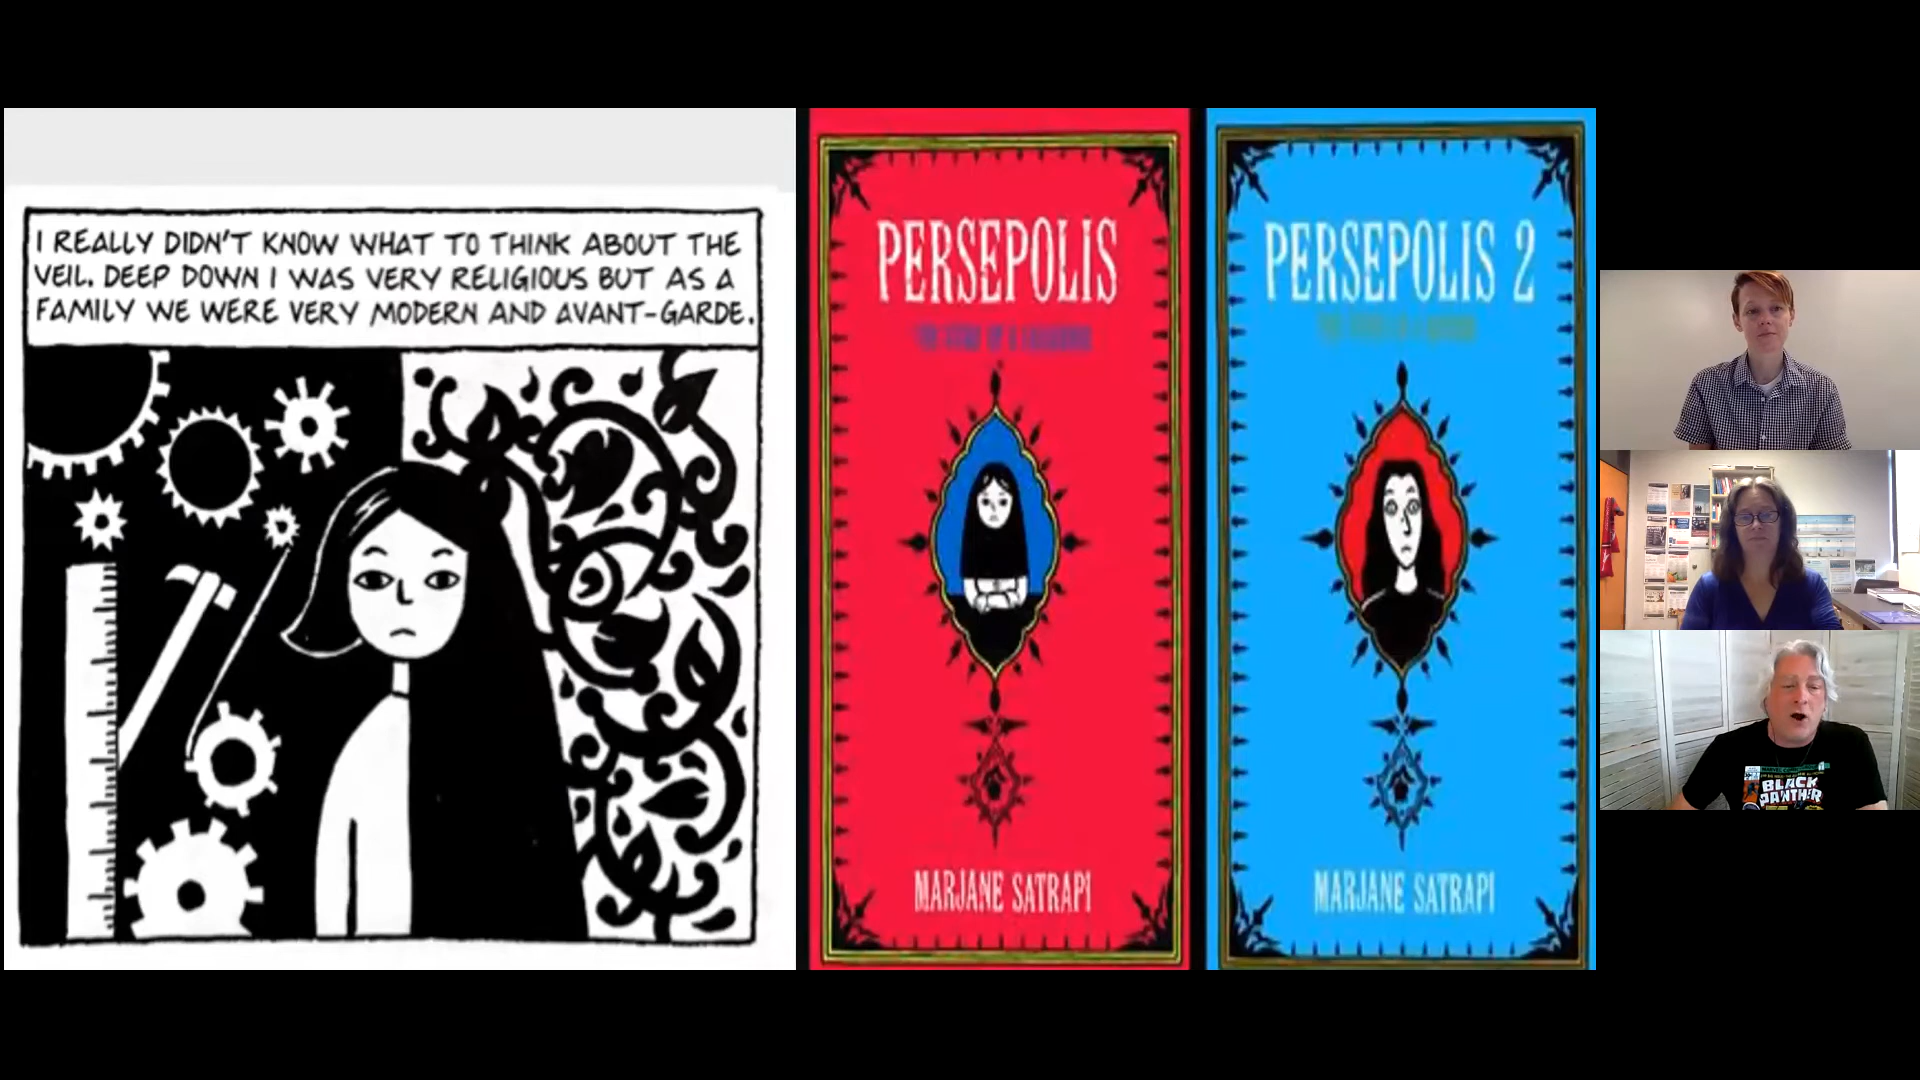 I REALLY DIDN'T KNOW WHAT TO THINK ABOUT THE
VEIL. DEEP DOWN I WAS VERY RELIGIOUS BUT AS A
FAMILY WE WERE VERY MODERN AND AVANT-GARDE.
PERSEPOLIS
MARJANE SATRAPI
PERSEPOLIS 2
MARJANE SATRAPI
BLACK
PANTHER